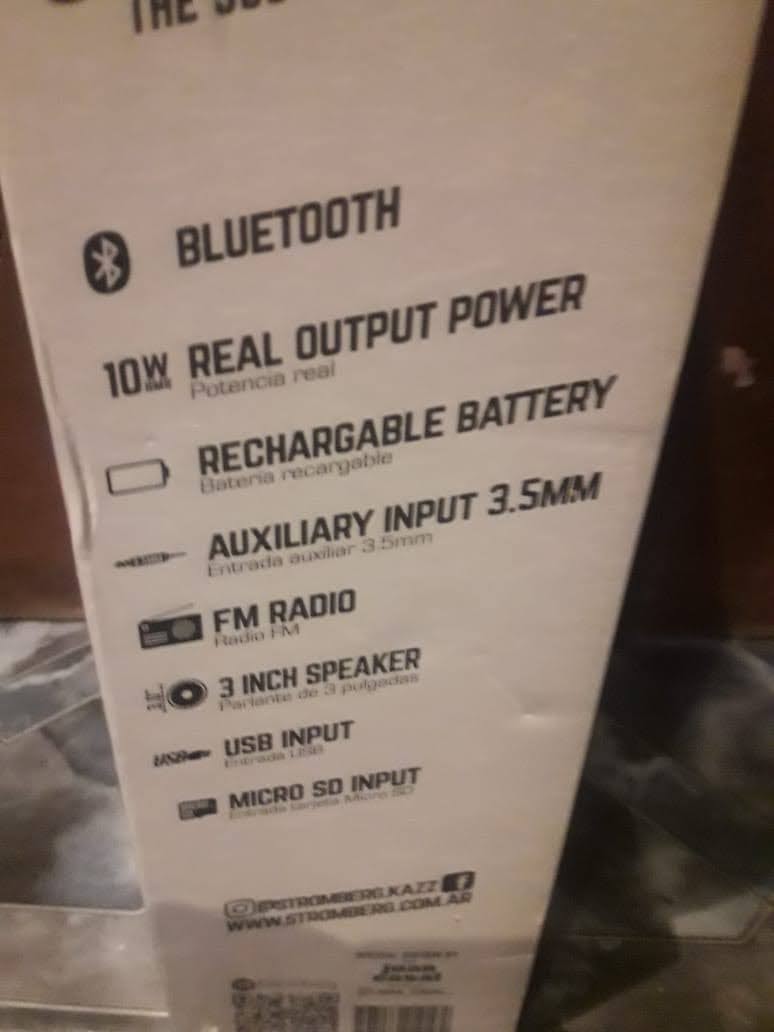 THE
BLUETOOTH
10W RMS REAL OUTPUT POWER
Potencia real
RECHARGABLE BATTERY
Bateria recargable
AUXILIARY INPUT 3.5MM
Entrada auxiliar 3.5mm
FM RADIO
Radio FM
3 INCH SPEAKER
Parlante de 3 pulgadas
USB USB INPUT
Entrada USB
MICRO SD INPUT
Entrada tarjeta Micro SD
@STROMBERG.KAZZ
WWW.STROMBERG.COM.AR